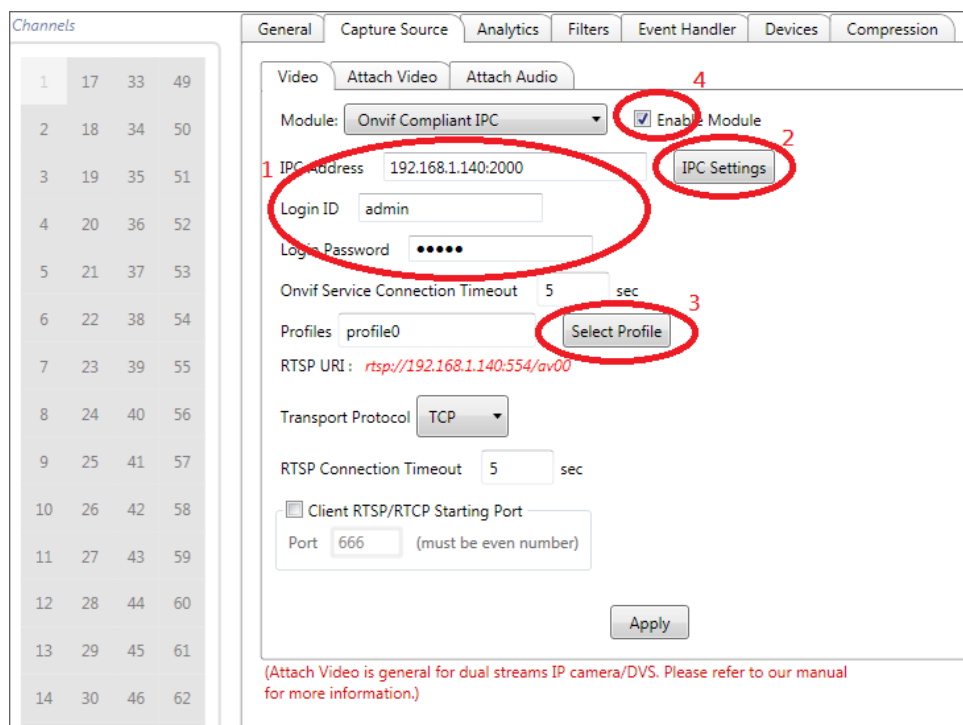 Channels
General Capture Source Analytics Filters Event Handler Devices Compression
Video Attach Video Attach Audio
4
Module: Onvif Compliant IPC Enable Module
2
1 IPC Address 192.168.1.140:2000 IPC Settings
Login ID admin
Login Password •••••
Onvif Service Connection Timeout 5 sec
3
Profiles profile0 Select Profile
RTSP URI : rtsp://192.168.1.140:554/av00
Transport Protocol TCP
RTSP Connection Timeout 5 sec
Client RTSP/RTCP Starting Port
Port 666 (must be even number)
Apply
(Attach Video is general for dual streams IP camera/DVS. Please refer to our manual
for more information.)
1 17 33 49
2 18 34 50
3 19 35 51
4 20 36 52
5 21 37 53
6 22 38 54
7 23 39 55
8 24 40 56
9 25 41 57
10 26 42 58
11 27 43 59
12 28 44 60
13 29 45 61
14 30 46 62